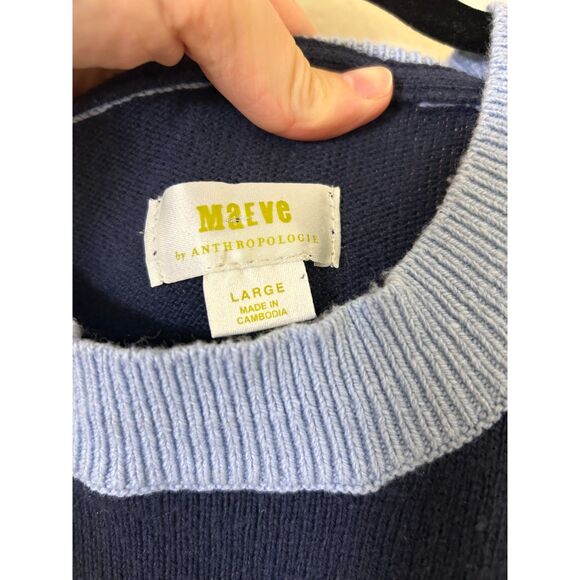 MaEVe
by ANTHROPOLOGIE
LARGE
MADE IN
CAMBODIA